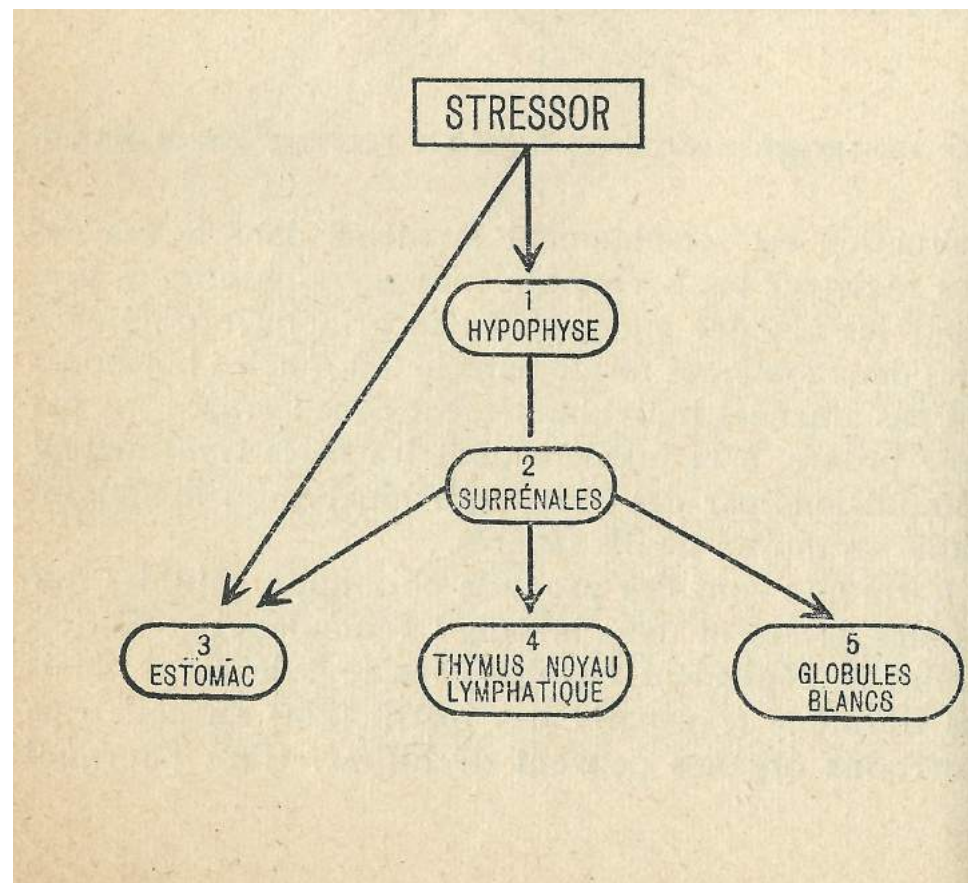 STRESSOR
1
HYPOPHYSE
2
SURRÉNALES
3
ESTOMAC
4
THYMUS NOYAU
LYMPHATIQUE
5
GLOBULES
BLANCS